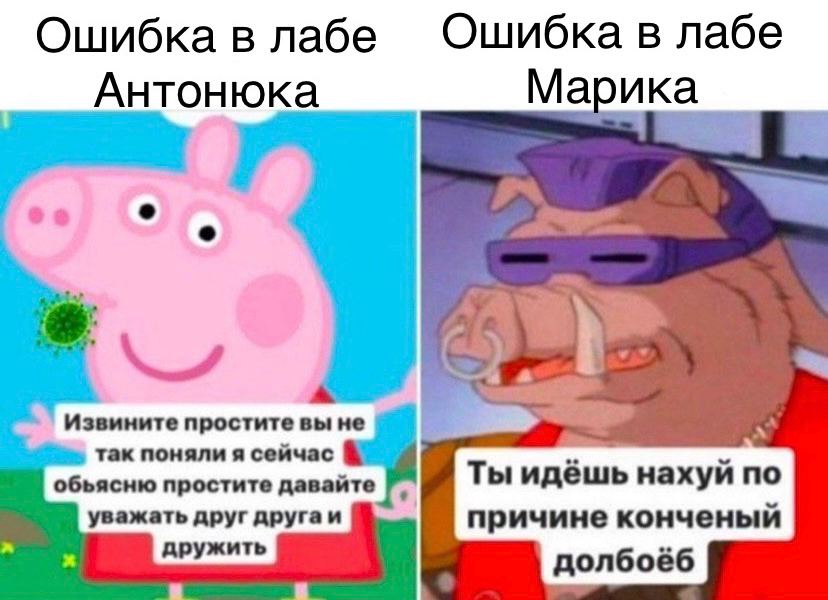 Ошибка в лабе
Антонюка
Ошибка в лабе
Марика
Извините простите вы не
так поняли я сейчас
обьясню простите давайте
уважать друг друга и
дружить
Ты идёшь нахуй по
причине конченый
долбоёб